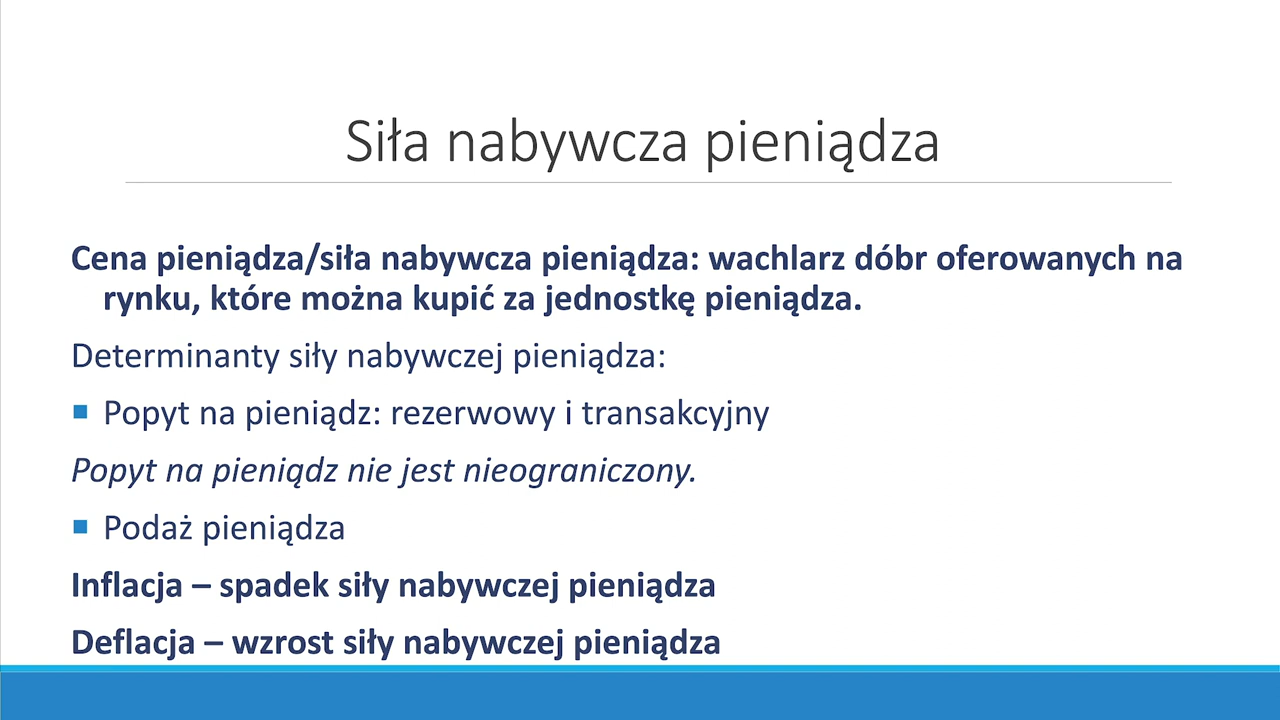 Siła nabywcza pieniądza
Cena pieniądza/siła nabywcza pieniądza: wachlarz dóbr oferowanych na
rynku, które można kupić za jednostkę pieniądza.
Determinanty siły nabywczej pieniądza:
▪ Popyt na pieniądz: rezerwowy i transakcyjny
Popyt na pieniądz nie jest nieograniczony.
▪ Podaż pieniądza
Inflacja – spadek siły nabywczej pieniądza
Deflacja – wzrost siły nabywczej pieniądza